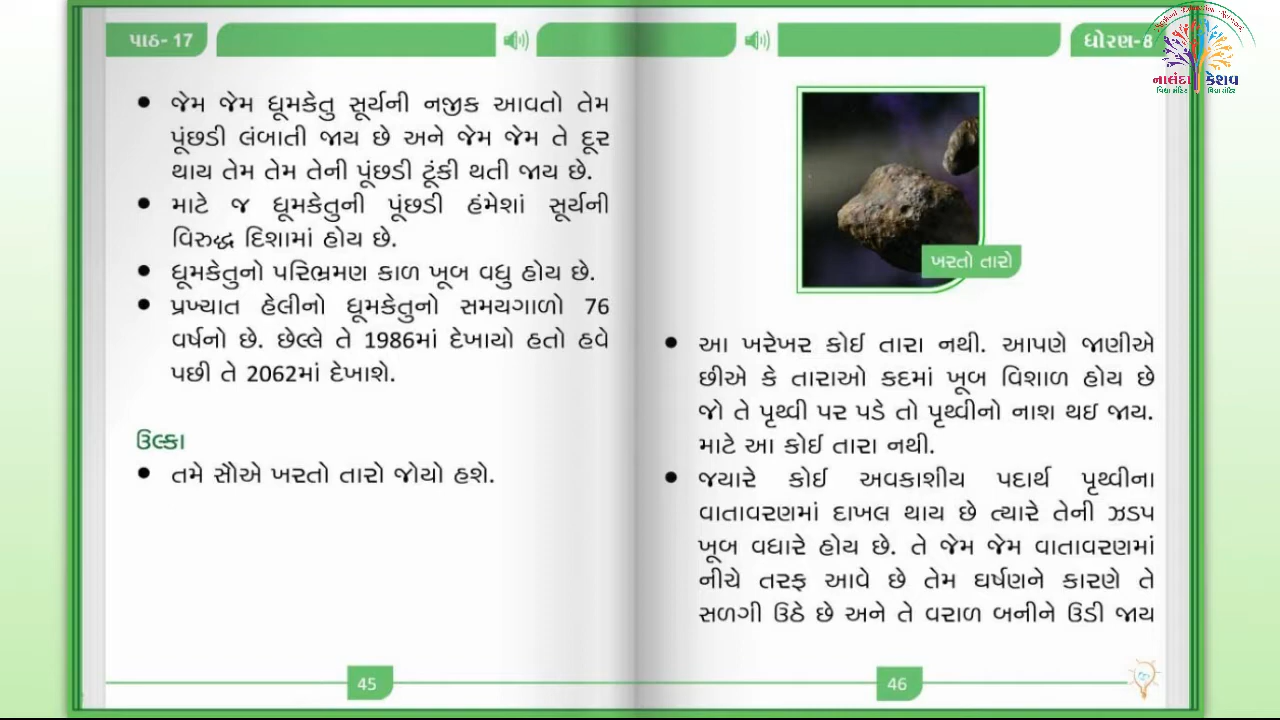 પાઠ- 17
જેમ જેમ ધૂમકેતુ સૂર્યની નજીક આવતો તેમ
પૂંછડી લંબાતી જાય છે અને જેમ જેમ તે દૂર
થાય તેમ તેમ તેની પૂંછડી ટૂંકી થતી જાય છે.
માટે જ ધૂમકેતુની પૂંછડી હંમેશાં સૂર્યની
વિરુદ્ધ દિશામાં હોય છે.
ધૂમકેતુનો પરિભ્રમણ કાળ ખૂબ વધુ હોય છે.
પ્રખ્યાત હેલીનો ધૂમકેતુનો સમયગાળો 76
વર્ષનો છે. છેલ્લે તે 1986માં દેખાયો હતો હવે
પછી તે 2062માં દેખાશે.
ઉલ્કા
તમે સૌએ ખરતો તારો જોયો હશે.
45
ધોરણ-8
નાલંદા કેશવ
વિદ્યા મંદિર વિદ્યા મંદિર
ખરતો તારો
આ ખરેખર કોઈ તારા નથી. આપણે જાણીએ
છીએ કે તારાઓ કદમાં ખૂબ વિશાળ હોય છે
જો તે પૃથ્વી પર પડે તો પૃથ્વીનો નાશ થઇ જાય.
માટે આ કોઈ તારા નથી.
જયારે કોઈ અવકાશીય પદાર્થ પૃથ્વીના
વાતાવરણમાં દાખલ થાય છે ત્યારે તેની ઝડપ
ખૂબ વધારે હોય છે. તે જેમ જેમ વાતાવરણમાં
નીચે તરફ આવે છે તેમ ઘર્ષણને કારણે તે
સળગી ઉઠે છે અને તે વરાળ બનીને ઉડી જાય
46